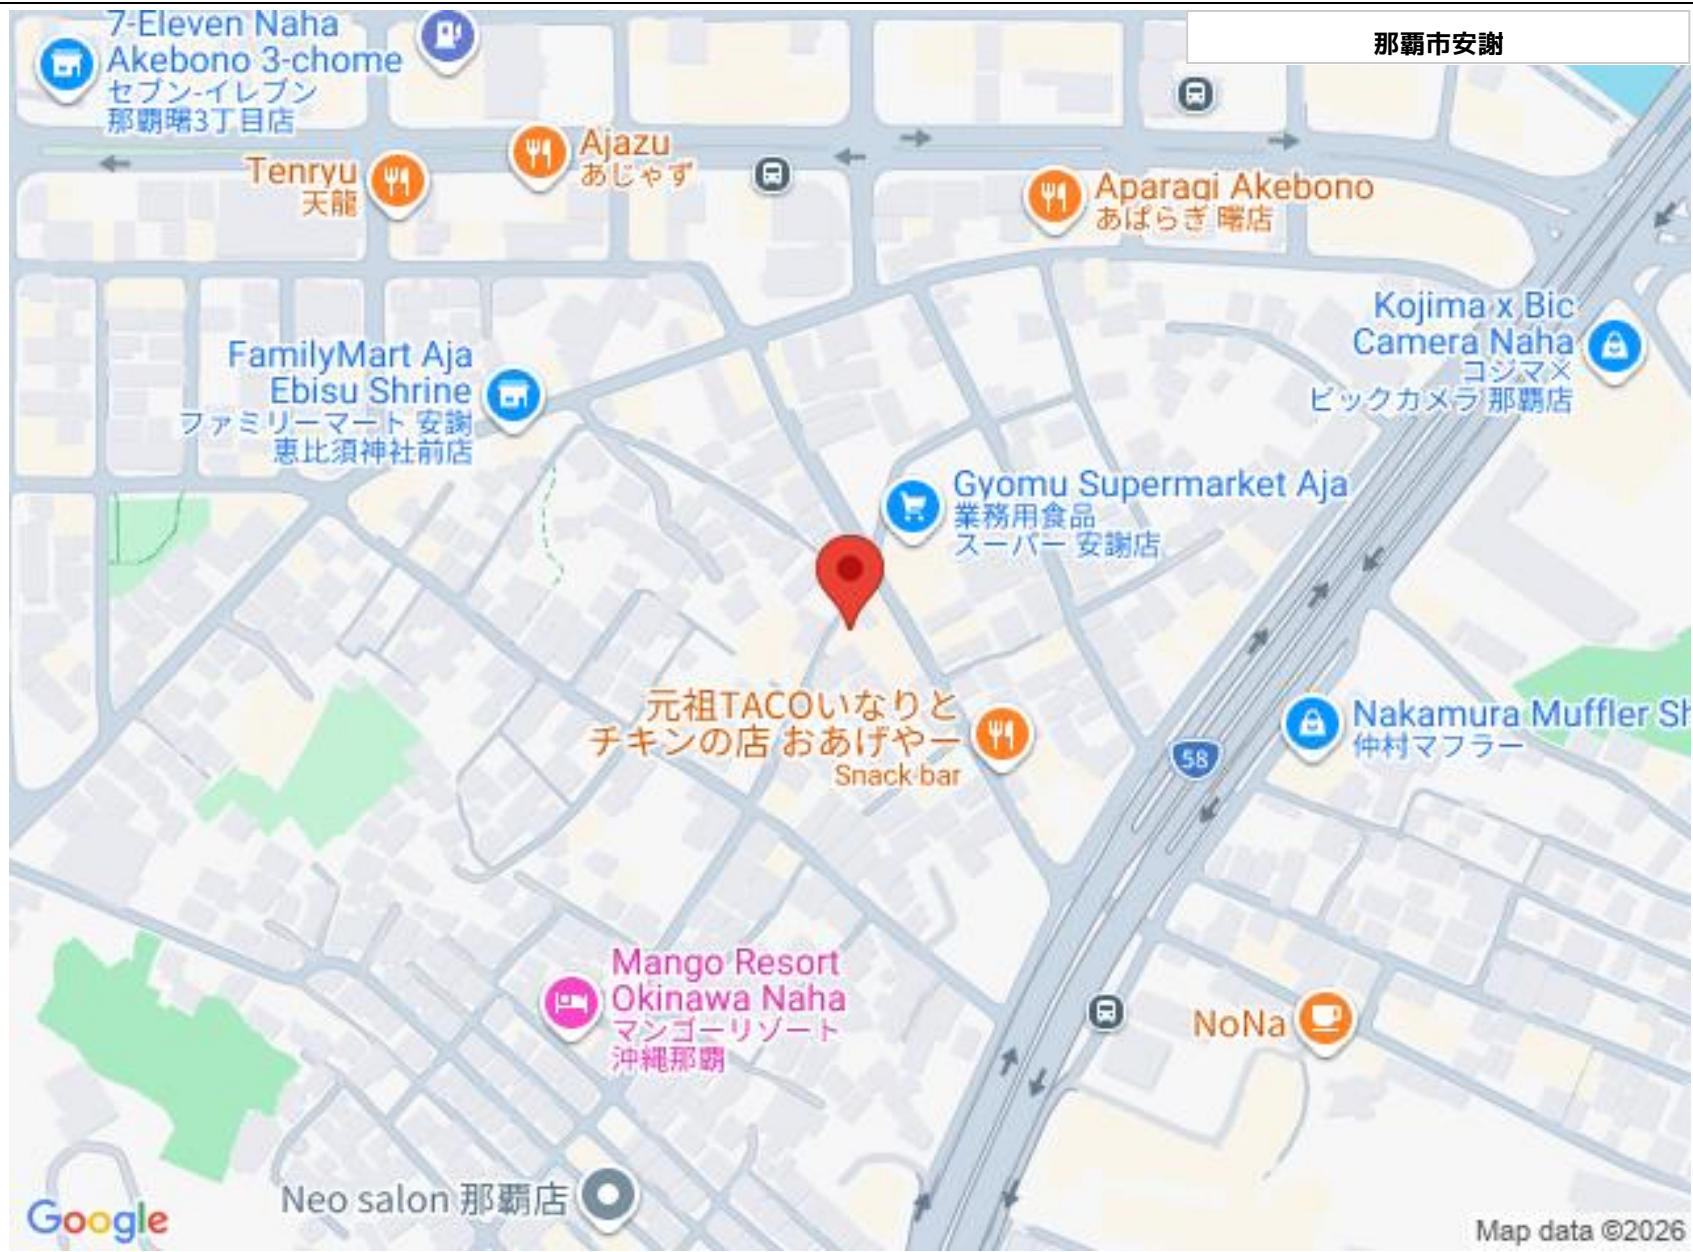 那覇市安謝
7-Eleven Naha
Akebono 3-chome
セブン-イレブン
那覇曙3丁目店
Ajazu
あじゃず
Tenryu
天龍
Aparagi Akebono
あぱらぎ 曙店
Kojima x Bic
Camera Naha
コジマ×
ビックカメラ 那覇店
FamilyMart Aja
Ebisu Shrine
ファミリーマート 安謝
恵比須神社前店
Gyomu Supermarket Aja
業務用食品
スーパー 安謝店
元祖TACOいなりと
チキンの店 おあげやー
Snack bar
58
Nakamura Muffler Sh
仲村マフラー
Mango Resort
Okinawa Naha
マンゴーリゾート
沖縄那覇
NoNa
Neo salon 那覇店
Google
Map data ©2026